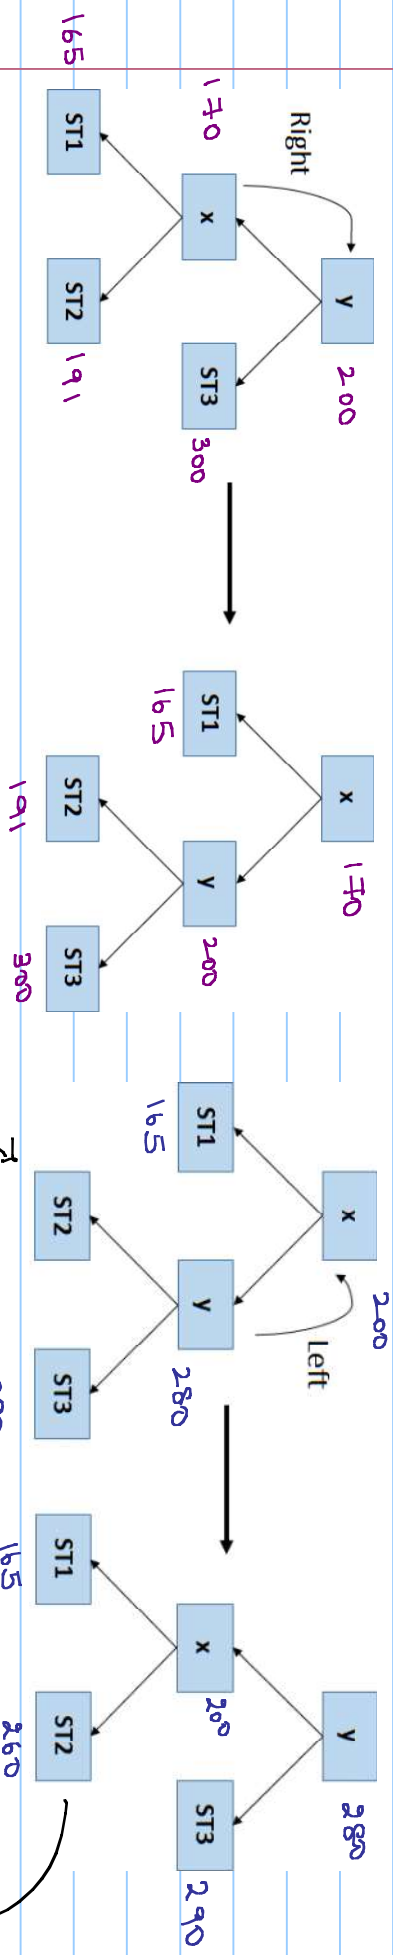 y 200
Right
170 x ST3 300
165 ST1 ST2 191
x 170
ST1 y 200
165
ST2 ST3
191 300
x 200
Left
ST1 y 280
165
ST2 ST3
y 280
x 200 ST3 290
ST1 ST2
165 260